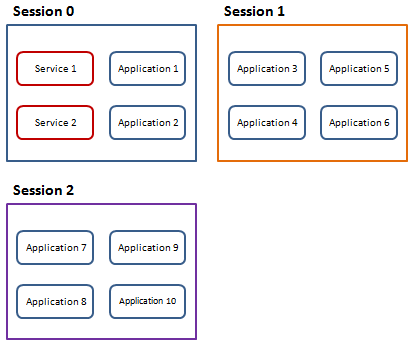 Session 0
Service 1
Application 1
Service 2
Application 2
Session 1
Application 3
Application 5
Application 4
Application 6
Session 2
Application 7
Application 9
Application 8
Application 10